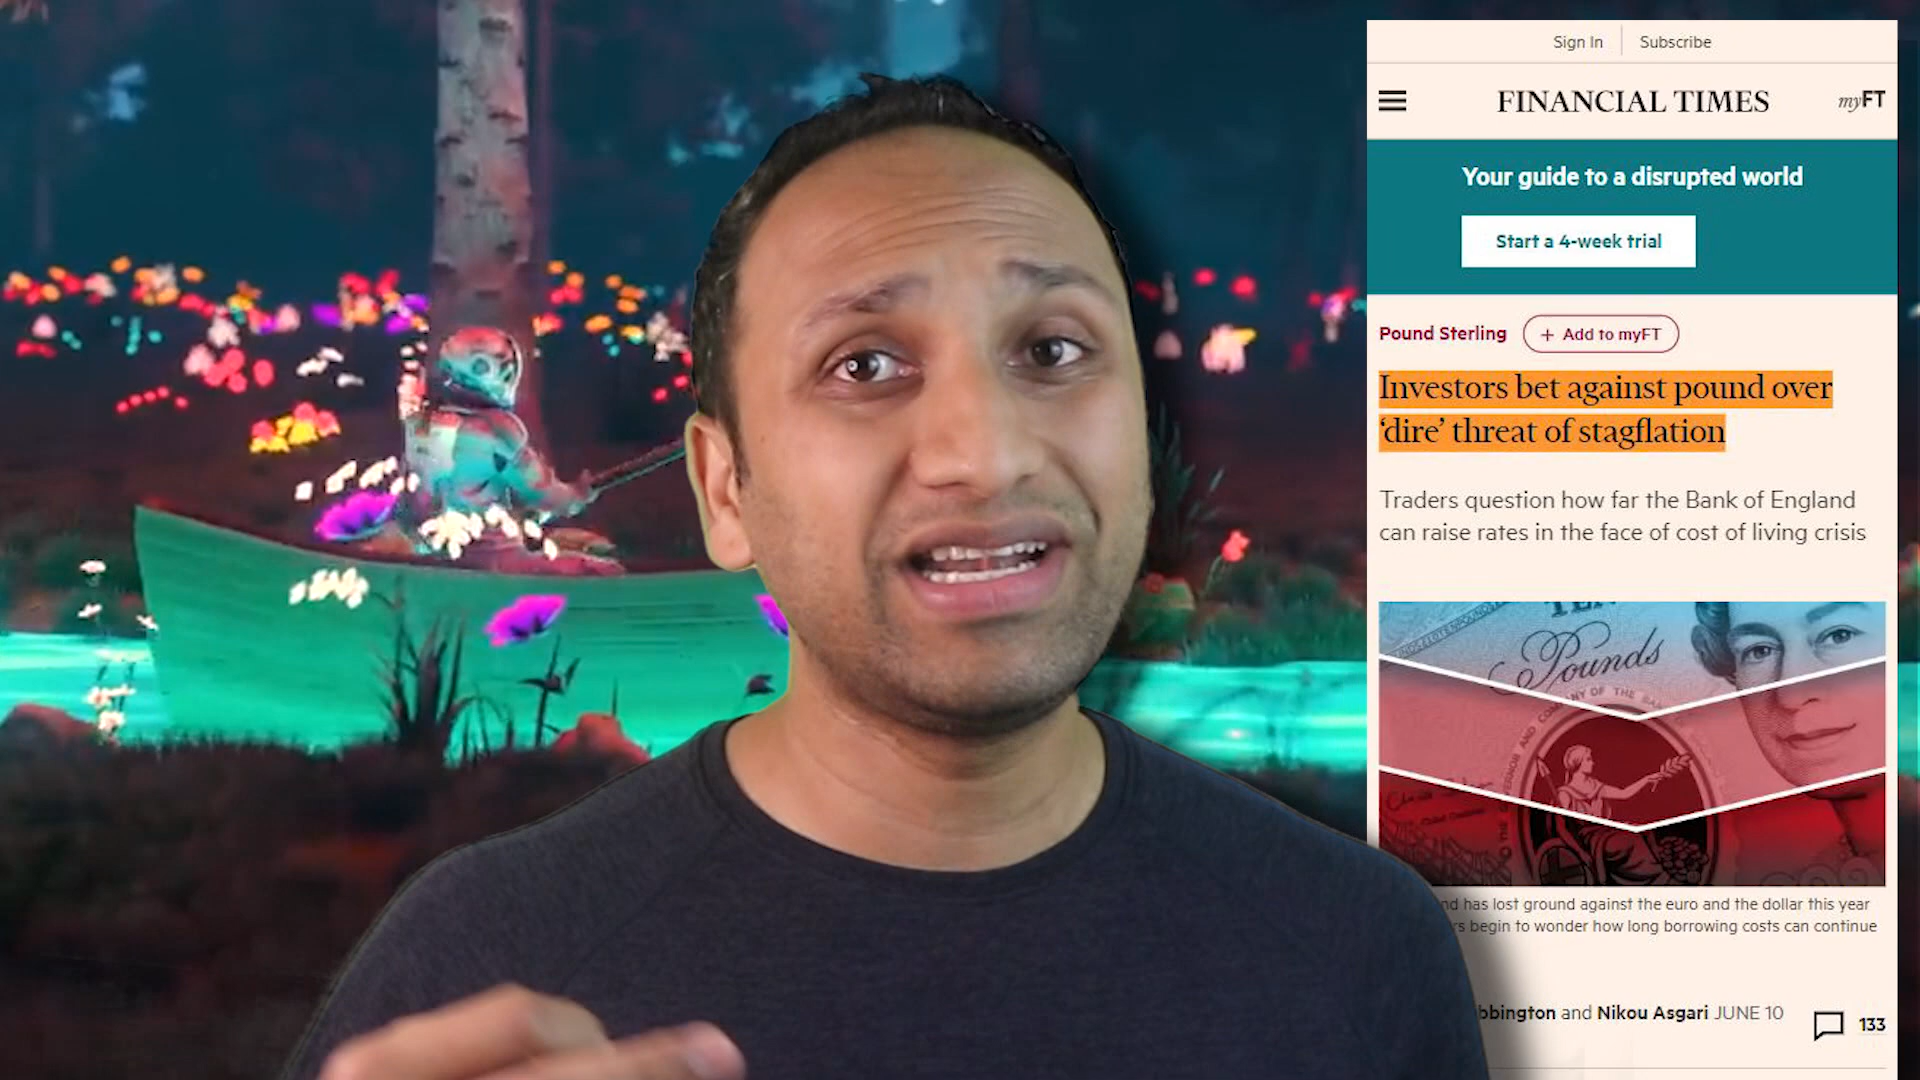 Sign In
Subscribe
FINANCIAL TIMES
myFT
Your guide to a disrupted world
Start a 4-week trial
Pound Sterling
+ Add to myFT
Investors bet against pound over
‘dire’ threat of stagflation
Traders question how far the Bank of England
can raise rates in the face of cost of living crisis
Pounds
has lost ground against the euro and the dollar this year
begin to wonder how long borrowing costs can continue
and Nikou Asgari JUNE 10
133